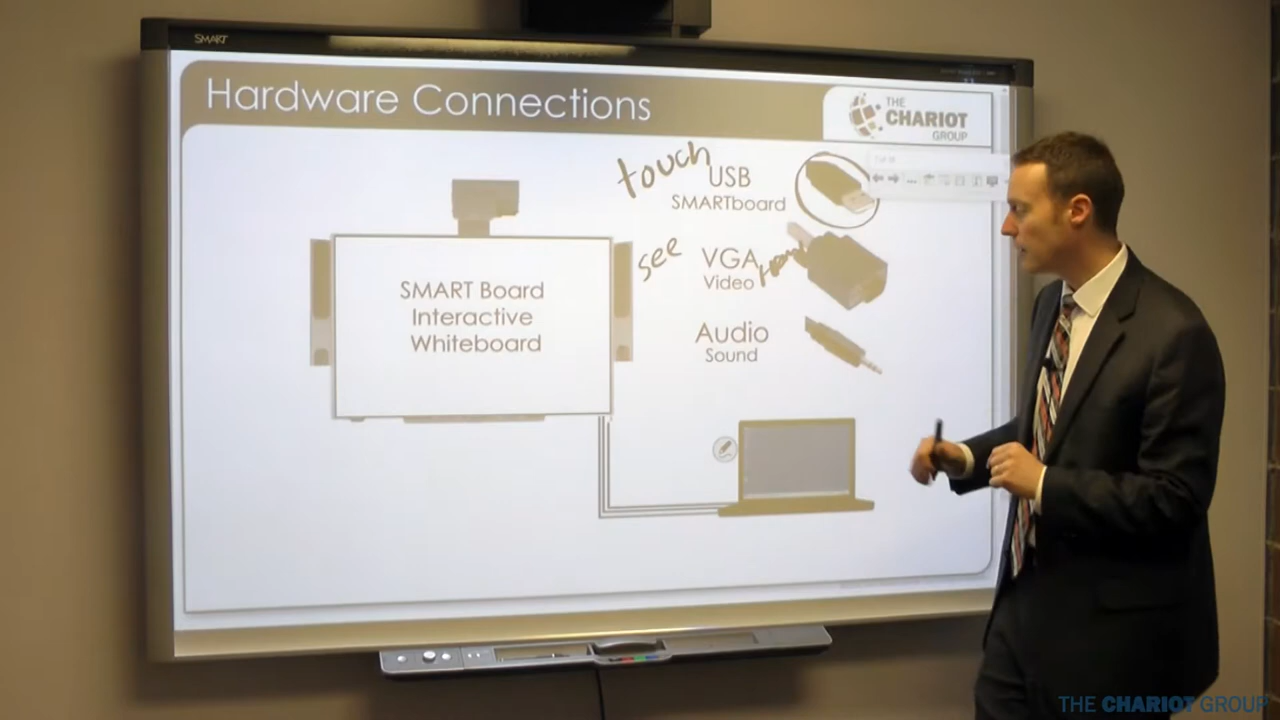 SMART
Hardware Connections
THE
CHARIOT
GROUP
touch
USB
SMARTboard
see
VGA
Video
Audio
Sound
SMART Board
Interactive
Whiteboard
THE CHARIOT GROUP